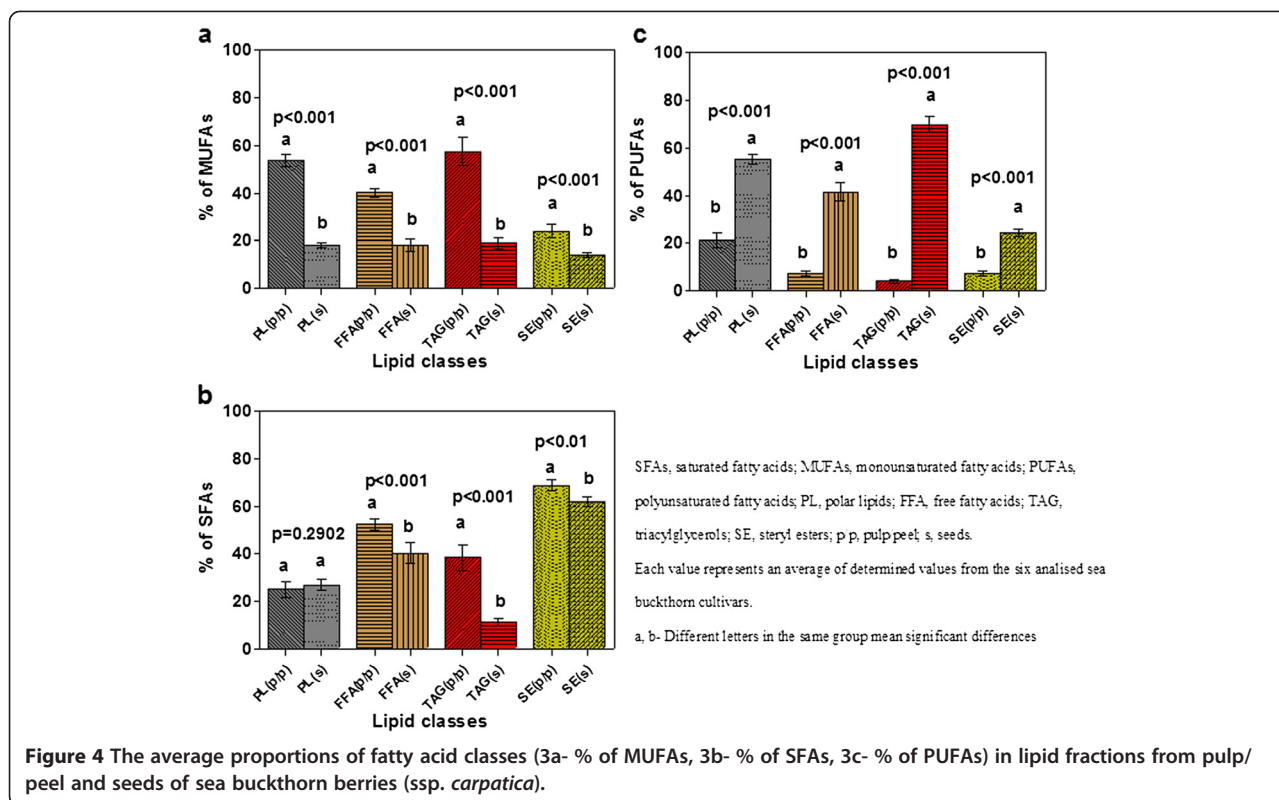 a
% of MUFAs
100
80
60
40
20
0
p<0.001
a
b
p<0.001
a
b
p<0.001
a
b
p<0.001
a
b
PL(p/p)
PL(s)
FFA(p/p)
FFA(s)
TAG(p/p)
TAG(s)
SE(p/p)
SE(s)
Lipid classes
c
% of PUFAs
100
80
60
40
20
0
p<0.001
b
a
p<0.001
b
a
p<0.001
b
a
p<0.001
b
a
PL(p/p)
PL(s)
FFA(p/p)
FFA(s)
TAG(p/p)
TAG(s)
SE(p/p)
SE(s)
Lipid classes
b
% of SFAs
100
80
60
40
20
0
p=0.2902
a
a
p<0.001
a
b
p<0.001
a
b
p<0.01
a
b
PL(p/p)
PL(s)
FFA(p/p)
FFA(s)
TAG(p/p)
TAG(s)
SE(p/p)
SE(s)
Lipid classes
SFAs, saturated fatty acids; MUFAs, monounsaturated fatty acids; PUFAs,
polyunsaturated fatty acids; PL, polar lipids; FFA, free fatty acids; TAG,
triacylglycerols; SE, steryl esters; p/p, pulp/peel; s, seeds.
Each value represents an average of determined values from the six analised sea
buckthorn cultivars.
a, b- Different letters in the same group mean significant differences
Figure 4 The average proportions of fatty acid classes (3a- % of MUFAs, 3b- % of SFAs, 3c- % of PUFAs) in lipid fractions from pulp/
peel and seeds of sea buckthorn berries (ssp. carpatica).